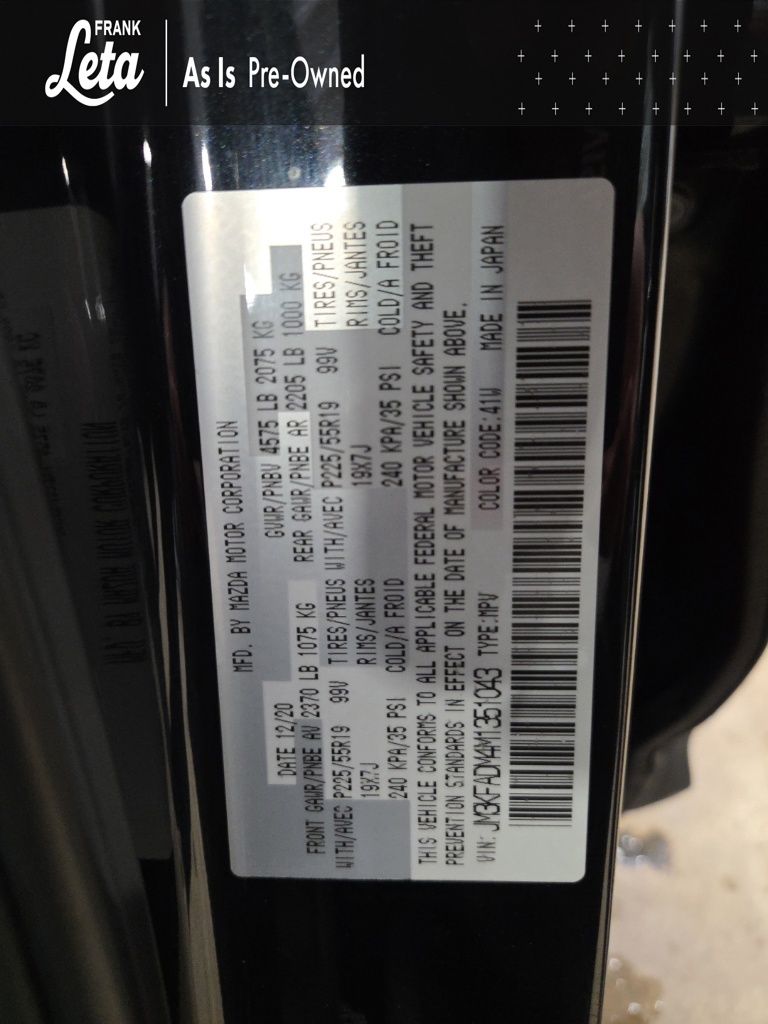 FRANK
Leta
As Is Pre-Owned
MFD. BY MAZDA MOTOR CORPORATION
DATE 12/20 GVWR/PNBV 4575 LB 2075 KG
FRONT GAWR/PNBE AV 2370 LB 1075 KG REAR GAWR/PNBE AR 2205 LB 1000 KG
WITH/AVEC P225/55R19 99V TIRES/PNEUS WITH/AVEC P225/55R19 99V TIRES/PNEUS
19X7J RIMS/JANTES 19X7J RIMS/JANTES
240 KPA/35 PSI COLD/A FROID 240 KPA/35 PSI COLD/A FROID
THIS VEHICLE CONFORMS TO ALL APPLICABLE FEDERAL MOTOR VEHICLE SAFETY AND THEFT
PREVENTION STANDARDS IN EFFECT ON THE DATE OF MANUFACTURE SHOWN ABOVE.
VIN: JM3KFADM4M1351043 TYPE:MPV COLOR CODE:41W MADE IN JAPAN